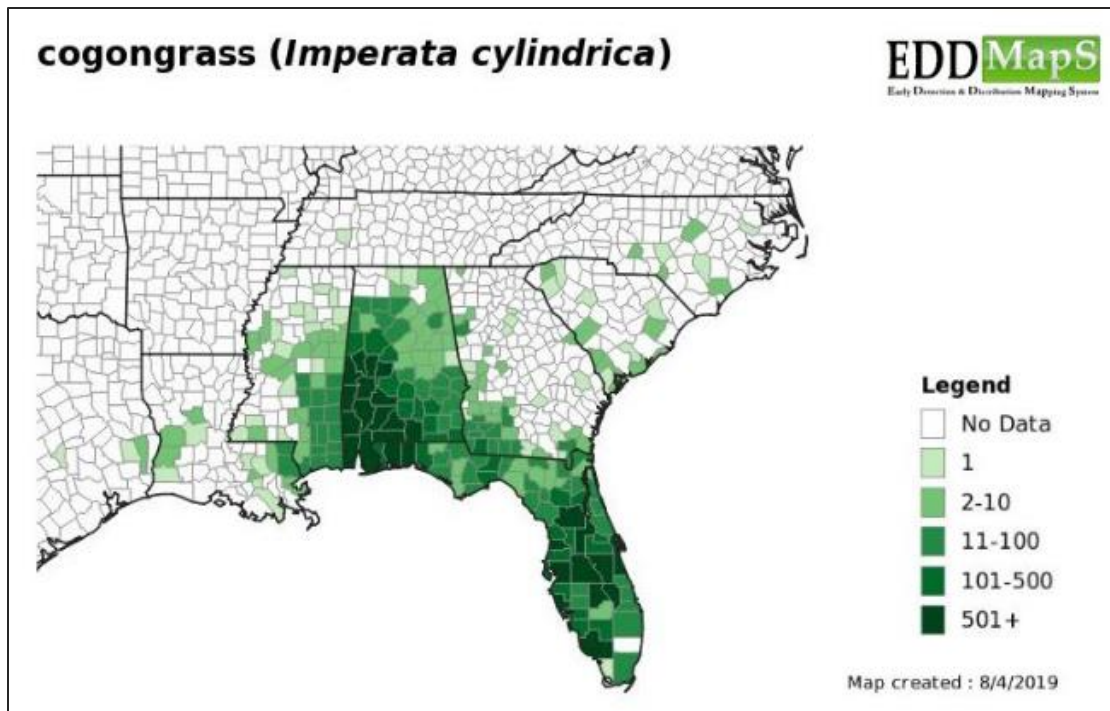 cogongrass (Imperata cylindrica)
EDDMapS
Early Detection & Distribution Mapping System
Legend
No Data
1
2-10
11-100
101-500
501+
Map created : 8/4/2019